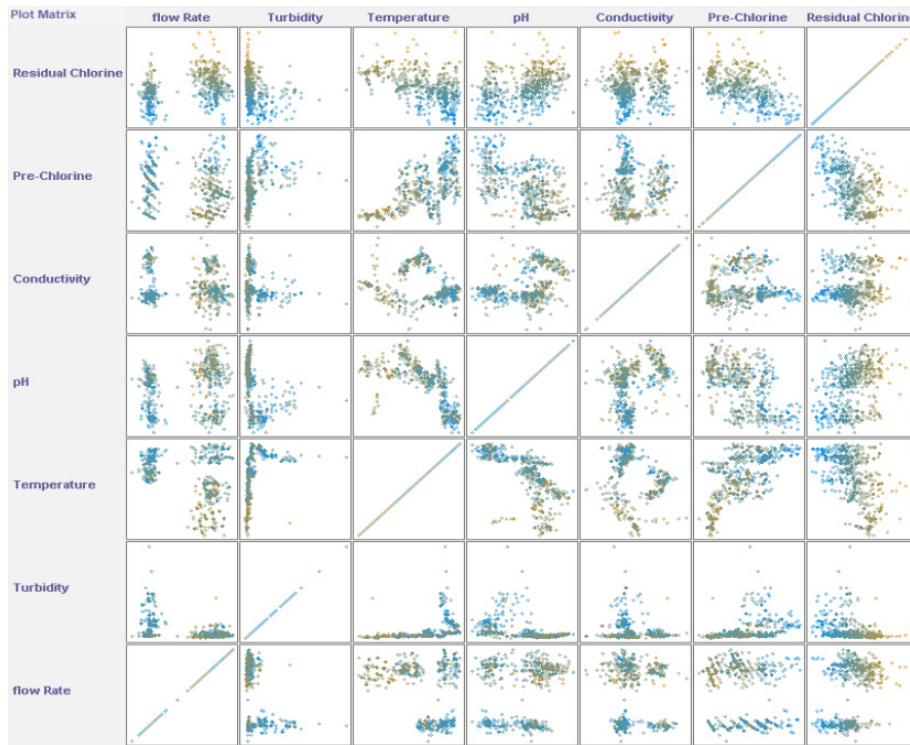 Plot Matrix flow Rate Turbidity Temperature pH Conductivity Pre-Chlorine Residual Chlorine
Residual Chlorine
Pre-Chlorine
Conductivity
pH
Temperature
Turbidity
flow Rate